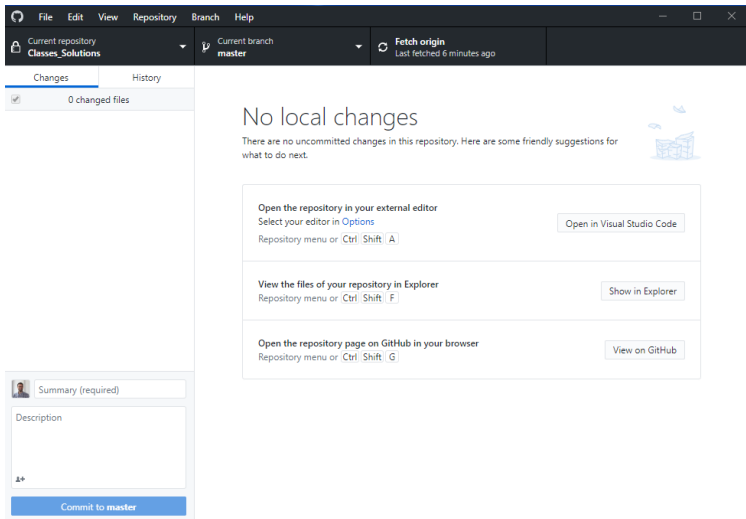 File Edit View Repository Branch Help
Current repository
Classes_Solutions
Current branch
master
Fetch origin
Last fetched 6 minutes ago
Changes History
0 changed files
No local changes
There are no uncommitted changes in this repository. Here are some friendly suggestions for
what to do next.
Open the repository in your external editor
Select your editor in Options
Repository menu or Ctrl Shift A
Open in Visual Studio Code
View the files of your repository in Explorer
Repository menu or Ctrl Shift F
Show in Explorer
Open the repository page on GitHub in your browser
Repository menu or Ctrl Shift G
View on GitHub
Summary (required)
Description
Commit to master